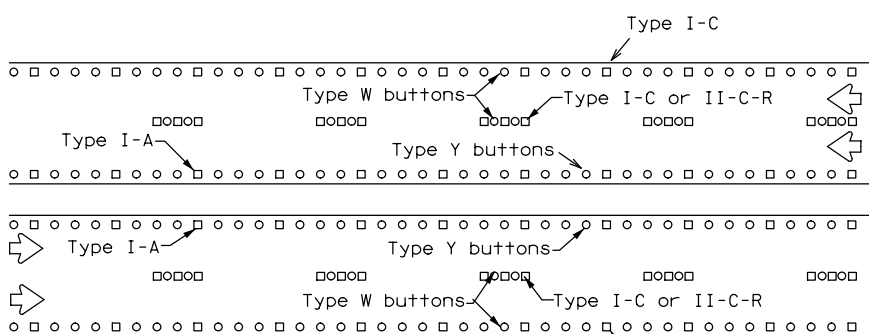 Type I-C
Type W buttons
Type I-C or II-C-R
Type I-A
Type Y buttons
Type I-A
Type Y buttons
Type W buttons
Type I-C or II-C-R